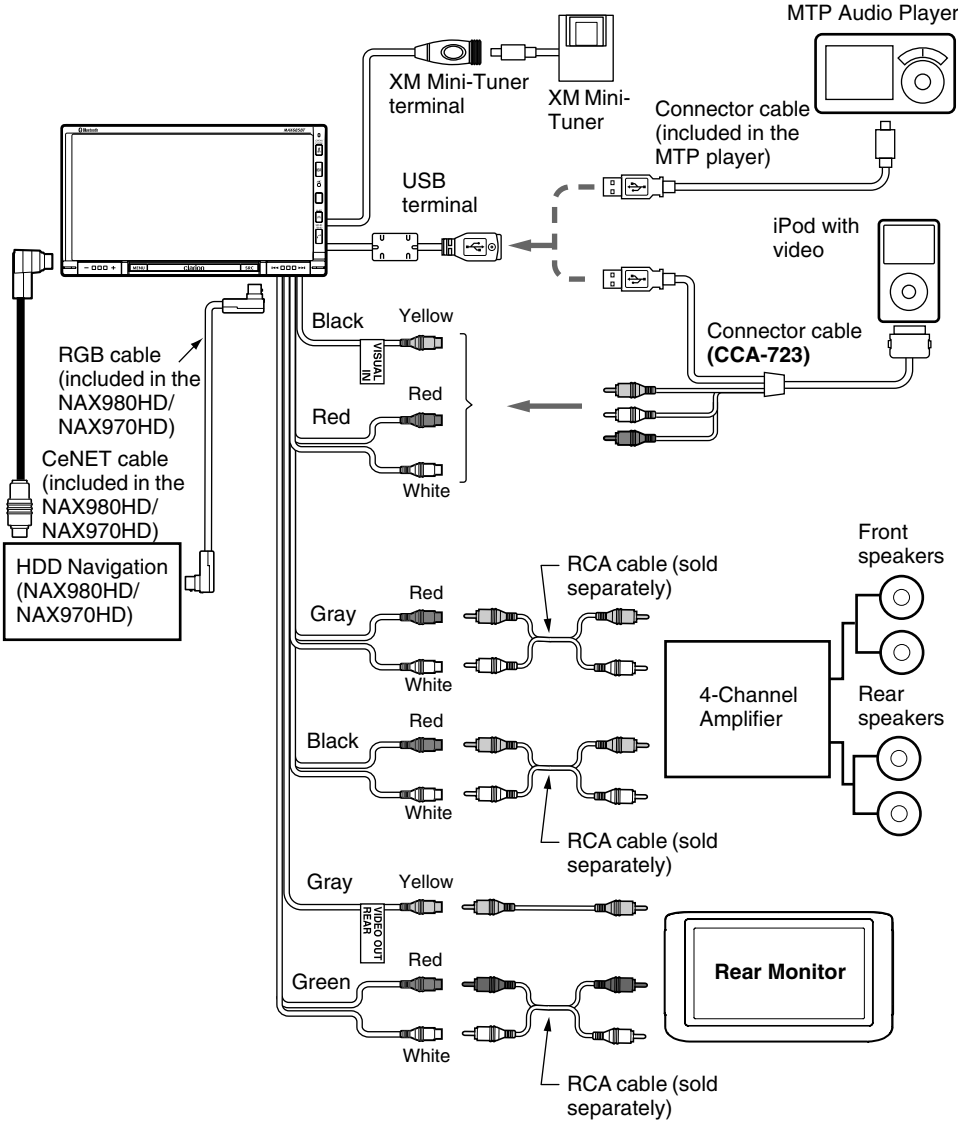 MTP Audio Player
XM Mini-Tuner
terminal
XM Mini-
Tuner
Connector cable
(included in the
MTP player)
Bluetooth
MAX685BT
USB
terminal
iPod with
video
MENU
clarion
SRC
Black
Yellow
VISUAL
IN
Connector cable
(CCA-723)
RGB cable
(included in the
NAX980HD/
NAX970HD)
Red
Red
White
CeNET cable
(included in the
NAX980HD/
NAX970HD)
HDD Navigation
(NAX980HD/
NAX970HD)
Front
speakers
RCA cable (sold
separately)
Gray
Red
White
4-Channel
Amplifier
Rear
speakers
Black
Red
White
RCA cable (sold
separately)
Gray
Yellow
VIDEO OUT
REAR
Rear Monitor
Green
Red
White
RCA cable (sold
separately)